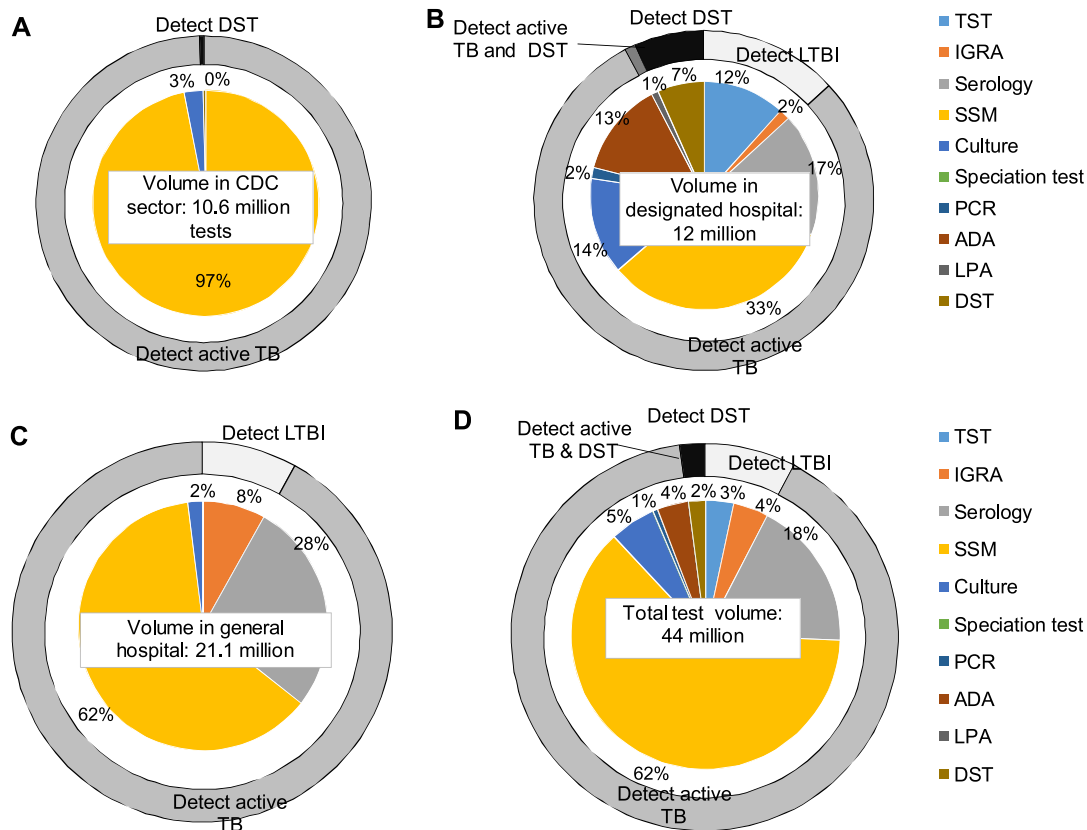 A
Detect DST
3%
0%
Volume in CDC
sector: 10.6 million
tests
97%
Detect active TB
B
Detect DST
Detect active
TB and DST
Detect LTBI
1%
7%
12%
2%
13%
17%
2%
Volume in
designated hospital:
12 million
14%
33%
Detect active
TB
TST
IGRA
Serology
SSM
Culture
Speciation test
PCR
ADA
LPA
DST
C
Detect LTBI
2%
8%
28%
Volume in general
hospital: 21.1 million
62%
Detect active
TB
D
Detect DST
Detect active
TB & DST
Detect LTBI
5%
1%
4%
2%
3%
4%
18%
Total test volume:
44 million
62%
Detect active
TB
TST
IGRA
Serology
SSM
Culture
Speciation test
PCR
ADA
LPA
DST